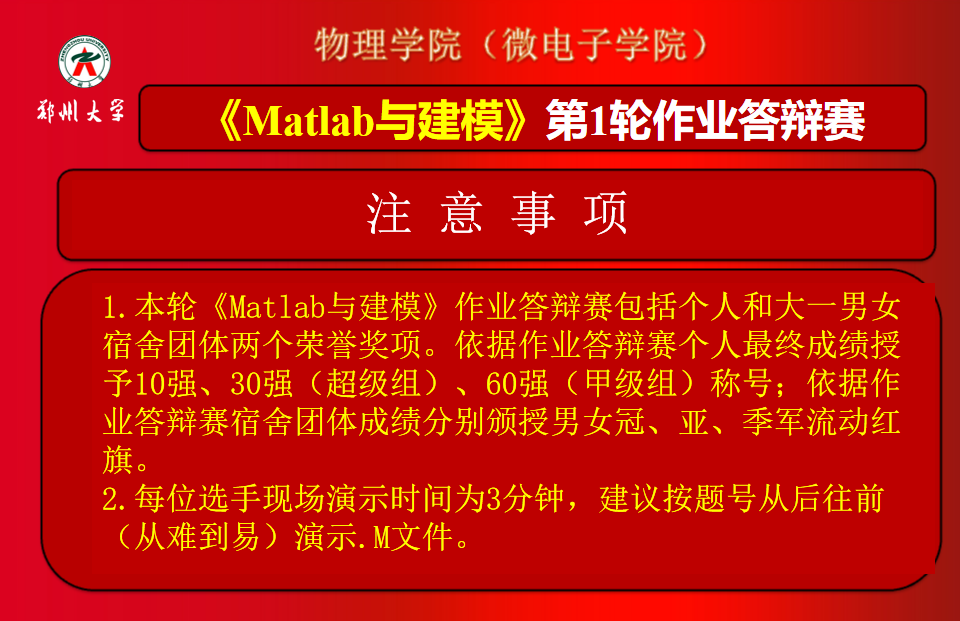 物理学院（微电子学院）
郑州大学
《Matlab与建模》第1轮作业答辩赛
注 意 事 项
1.本轮《Matlab与建模》作业答辩赛包括个人和大一男女
宿舍团体两个荣誉奖项。依据作业答辩赛个人最终成绩授
予10强、30强（超级组）、60强（甲级组）称号；依据作
业答辩赛宿舍团体成绩分别颁授男女冠、亚、季军流动红
旗。
2.每位选手现场演示时间为3分钟，建议按题号从后往前
（从难到易）演示.M文件。